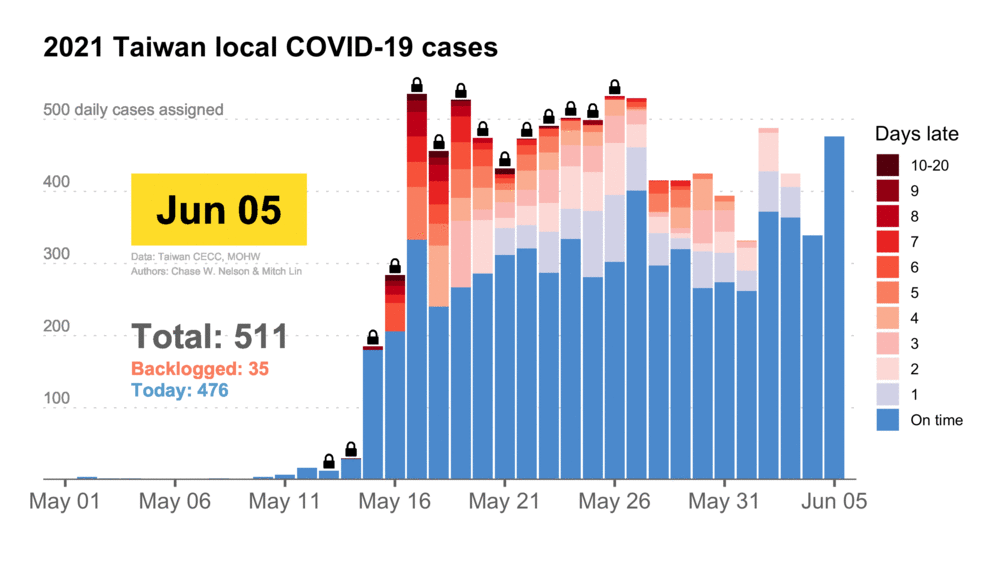 2021 Taiwan local COVID-19 cases
500 daily cases assigned
400
300
200
100
Jun 05
Data: Taiwan CECC, MOHW
Authors: Chase W. Nelson & Mitch Lin
Total: 511
Backlogged: 35
Today: 476
May 01
May 06
May 11
May 16
May 21
May 26
May 31
Jun 05
Days late
10-20
9
8
7
6
5
4
3
2
1
On time